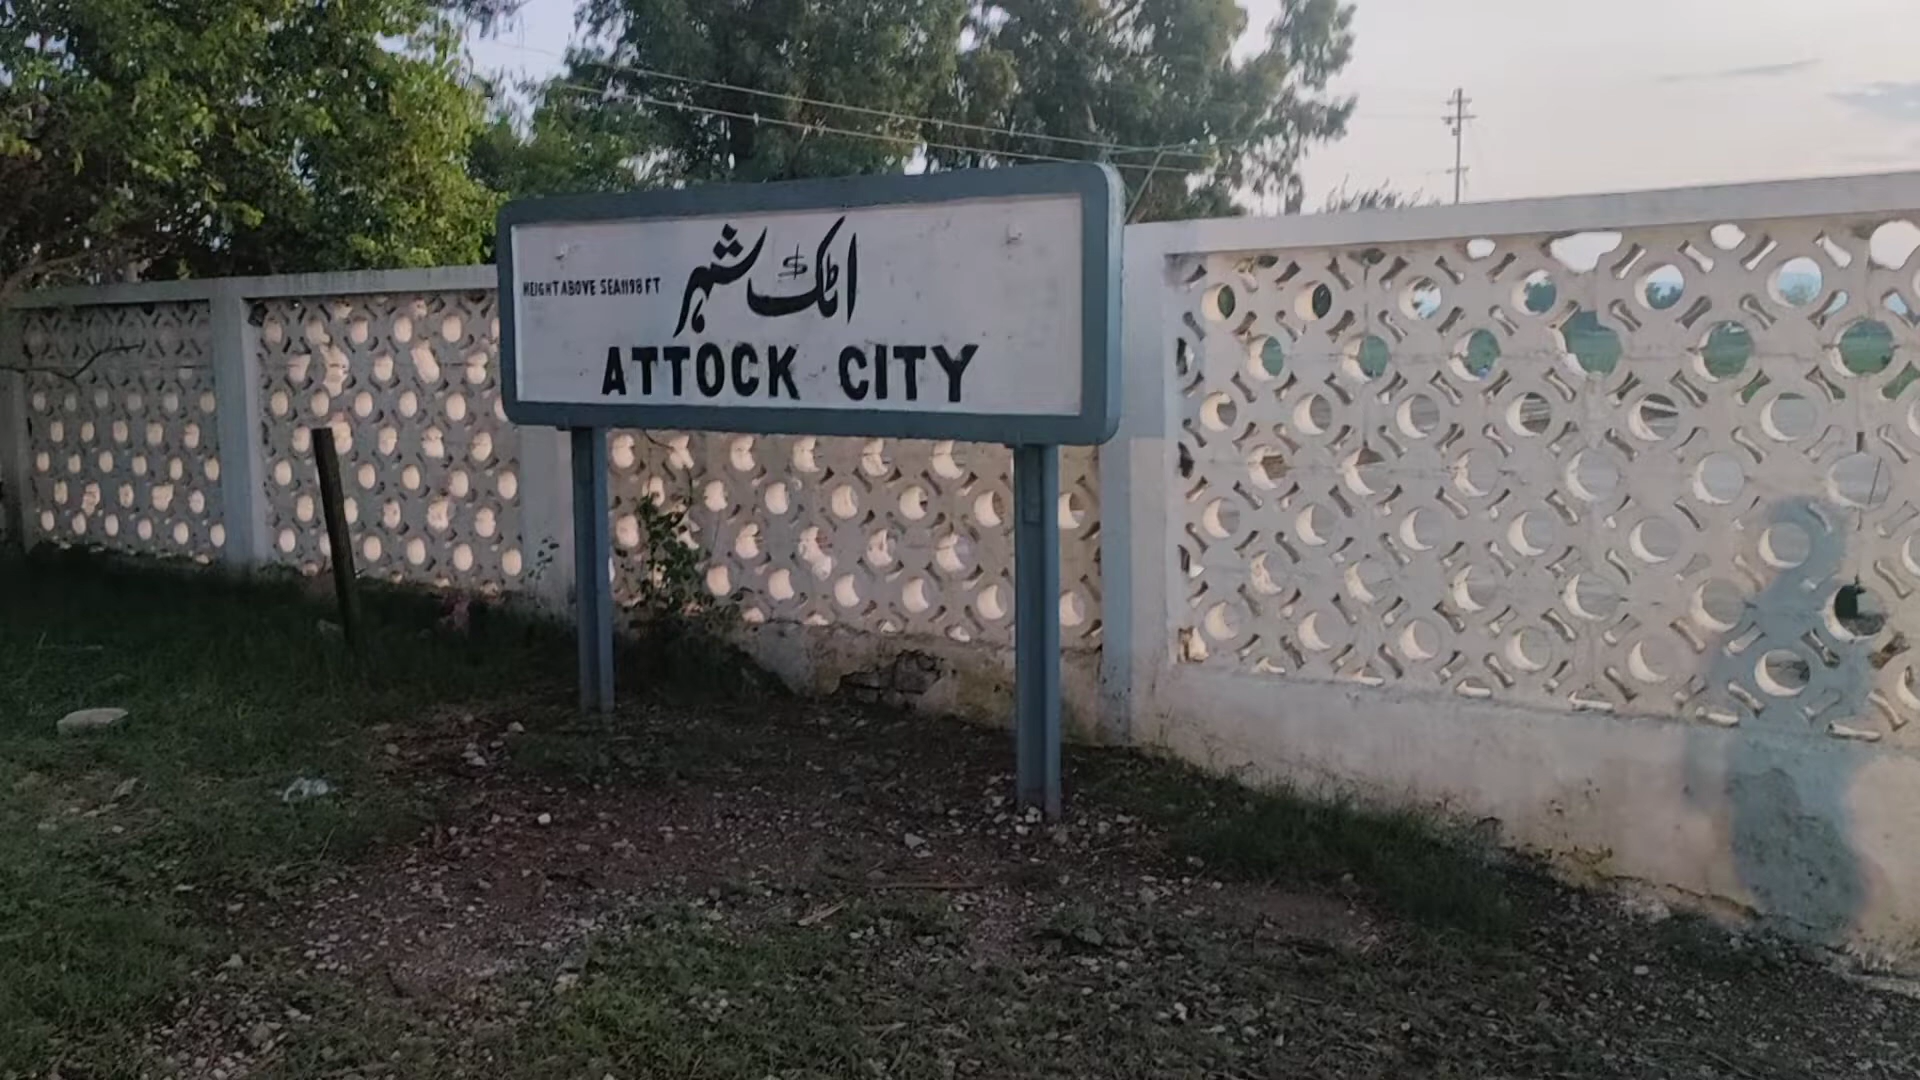 اٹک شہر
HEIGHT ABOVE SEA 1198 FT
ATTOCK CITY